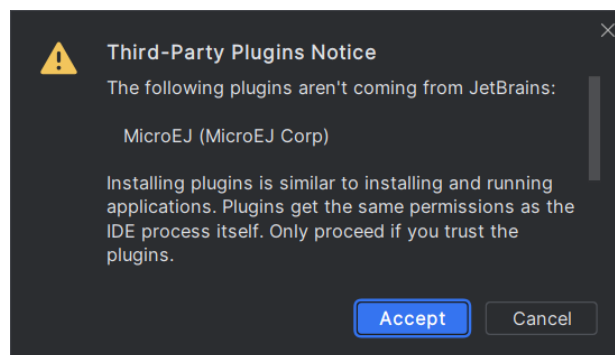 Third-Party Plugins Notice
The following plugins aren't coming from JetBrains:
MicroEJ (MicroEJ Corp)
Installing plugins is similar to installing and running
applications. Plugins get the same permissions as the
IDE process itself. Only proceed if you trust the
plugins.
Accept
Cancel